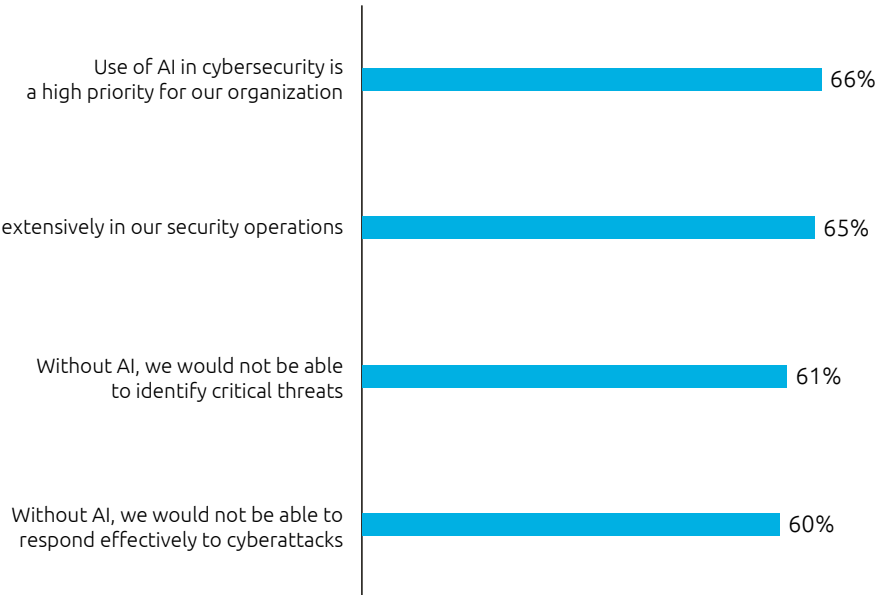 Use of AI in cybersecurity is
a high priority for our organization
66%
extensively in our security operations
65%
Without AI, we would not be able
to identify critical threats
61%
Without AI, we would not be able to
respond effectively to cyberattacks
60%